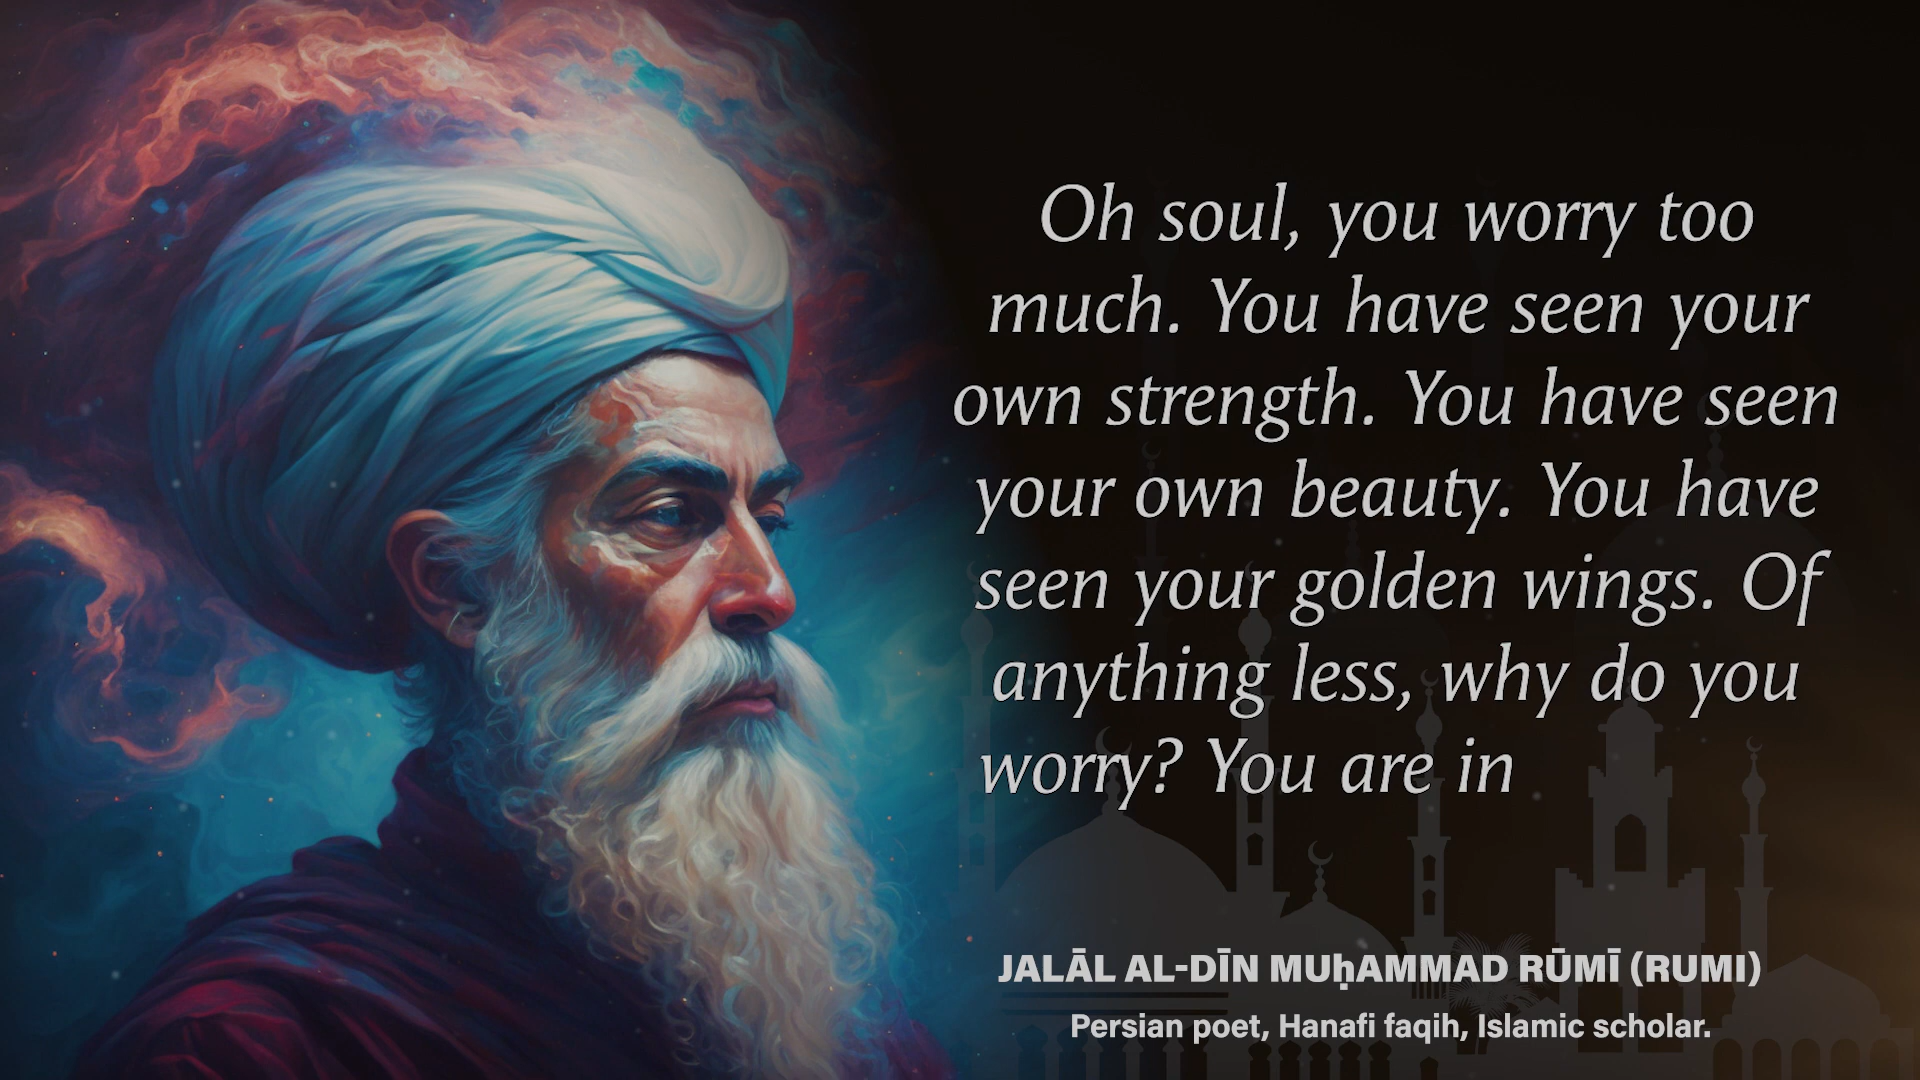 Oh soul, you worry too
much. You have seen your
own strength. You have seen
your own beauty. You have
seen your golden wings. Of
anything less, why do you
worry? You are in
JALĀL AL-DĪN MUḥAMMAD RŪMĪ (RUMI)
Persian poet, Hanafi faqih, Islamic scholar.